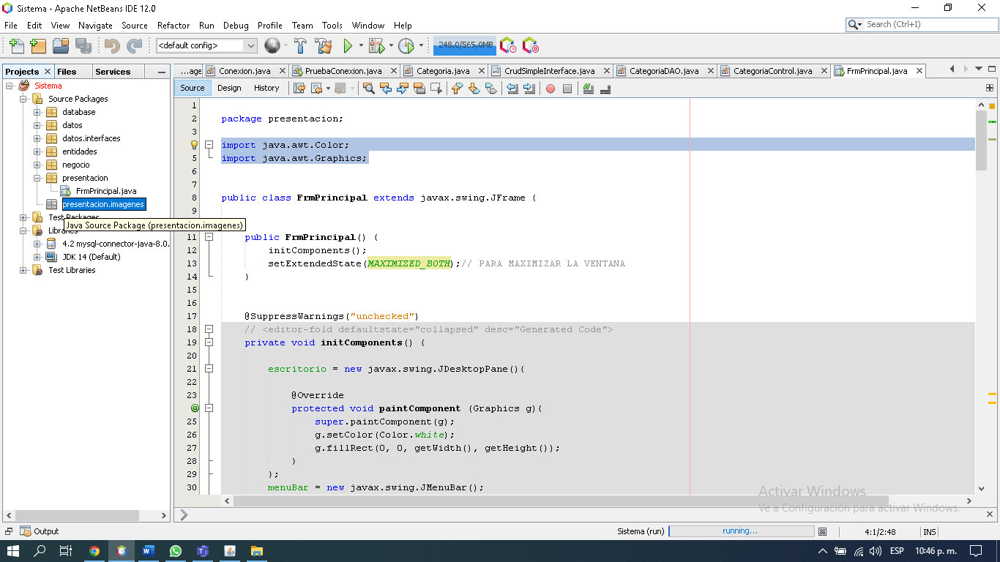 Sistema - Apache NetBeans IDE 12.0
File Edit View Navigate Source Refactor Run Debug Profile Team Tools Window Help
Search (Ctrl+I)
<default config>
248,0/565,0MB
Projects Files Services
...age Conexion.java PruebaConexion.java Categoria.java CrudSimpleInterface.java CategoriaDAO.java CategoriaControl.java FrmPrincipal.java
Source Design History
Sistema
Source Packages
database
datos
datos.interfaces
entidades
negocio
presentacion
FrmPrincipal.java
presentacion.imagenes
Test Packages
Java Source Package (presentacion.imagenes)
Libraries
4.2 mysql-connector-java-8.0.
JDK 14 (Default)
Test Libraries
1
2 package presentacion;
3
import java.awt.Color;
5 import java.awt.Graphics;
6
7
8 public class FrmPrincipal extends javax.swing.JFrame {
9
11 public FrmPrincipal() {
12 initComponents();
13 setExtendedState(MAXIMIZED_BOTH);// PARA MAXIMIZAR LA VENTANA
14 }
15
16
17 @SuppressWarnings("unchecked")
18 // <editor-fold defaultstate="collapsed" desc="Generated Code">
19 private void initComponents() {
20
21 escritorio = new javax.swing.JDesktopPane(){
22
23 @Override
protected void paintComponent (Graphics g){
25 super.paintComponent(g);
26 g.setColor(Color.white);
27 g.fillRect(0, 0, getWidth(), getHeight());
28 }
29 };
30 menuBar = new javax.swing.JMenuBar();
Activar Windows
Ve a Configuración para activar Windows.
Output
Sistema (run)
running...
4:1/2:48
INS
ESP
10:46 p. m.